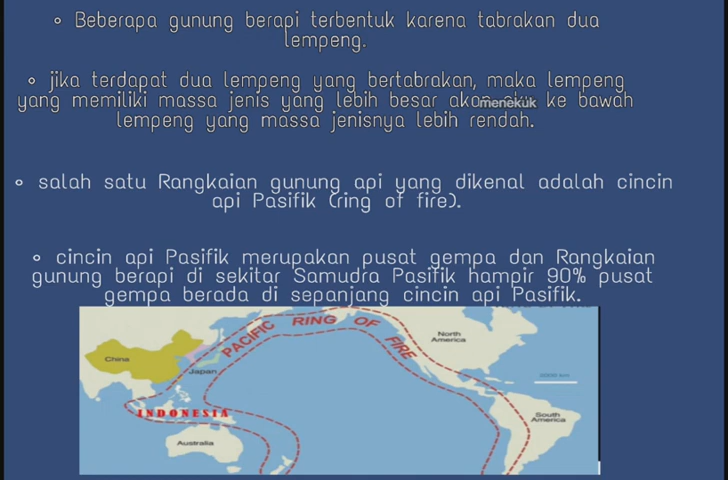 ∘ Beberapa gunung berapi terbentuk karena tabrakan dua
lempeng.
∘ jika terdapat dua lempeng yang bertabrakan, maka lempeng
yang memiliki massa jenis yang lebih besar akan menekuk ke bawah
lempeng yang massa jenisnya lebih rendah.
∘ salah satu Rangkaian gunung api yang dikenal adalah cincin
api Pasifik (ring of fire).
∘ cincin api Pasifik merupakan pusat gempa dan Rangkaian
gunung berapi di sekitar Samudra Pasifik hampir 90% pusat
gempa berada di sepanjang cincin api Pasifik.
PACIFIC RING OF FIRE
North
America
China
Japan
2000 km
INDONESIA
South
America
Australia